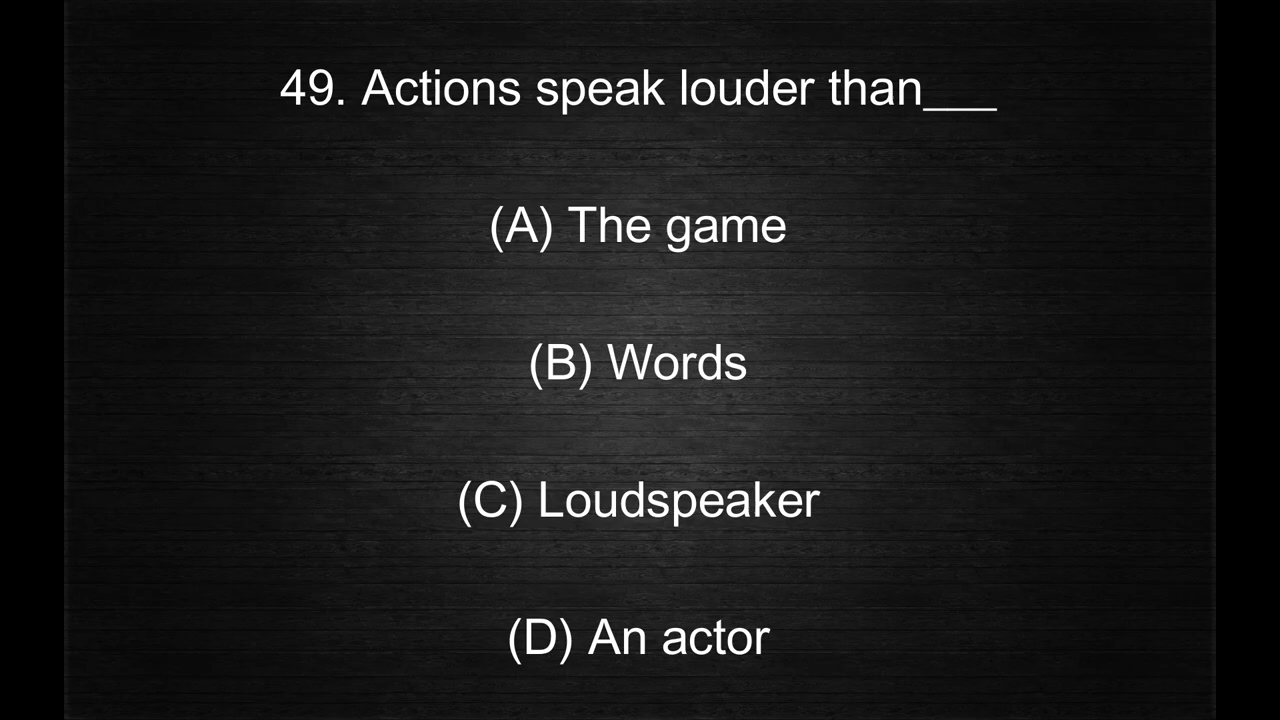 49. Actions speak louder than___
(A) The game
(B) Words
(C) Loudspeaker
(D) An actor